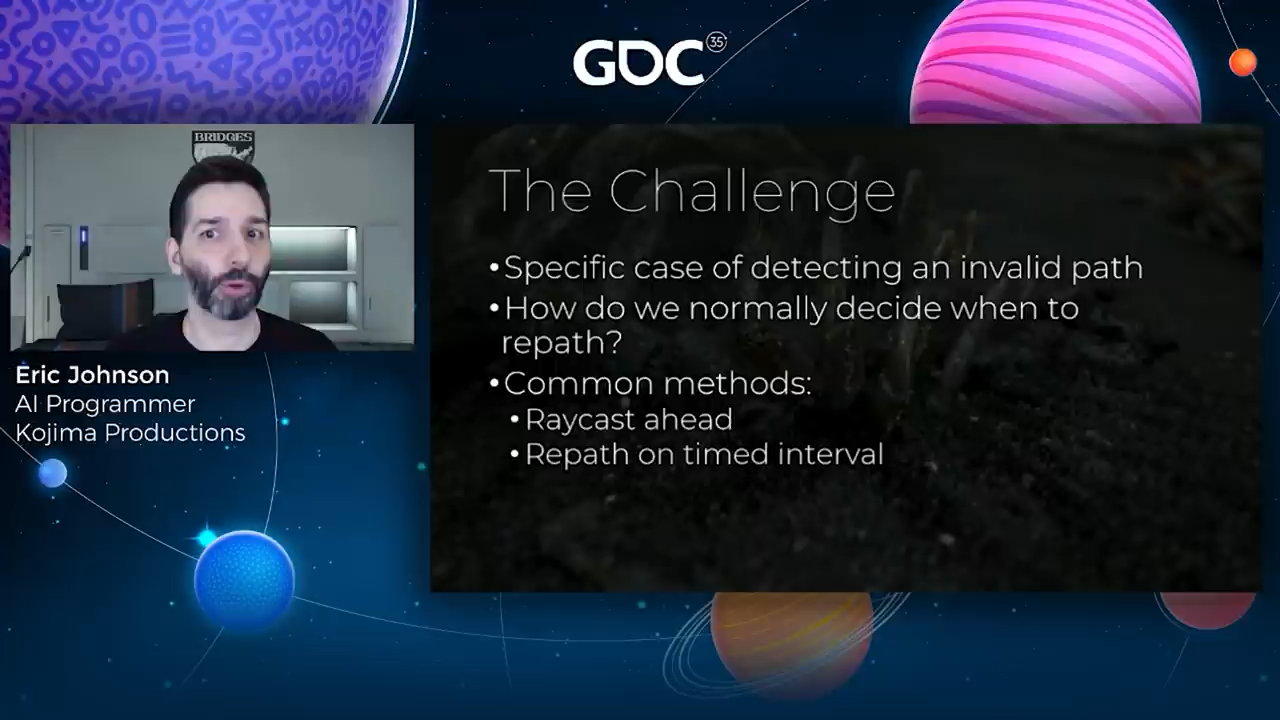 GDC 35
BRIDGES
The Challenge
•Specific case of detecting an invalid path
•How do we normally decide when to
repath?
•Common methods:
•Raycast ahead
•Repath on timed interval
Eric Johnson
AI Programmer
Kojima Productions